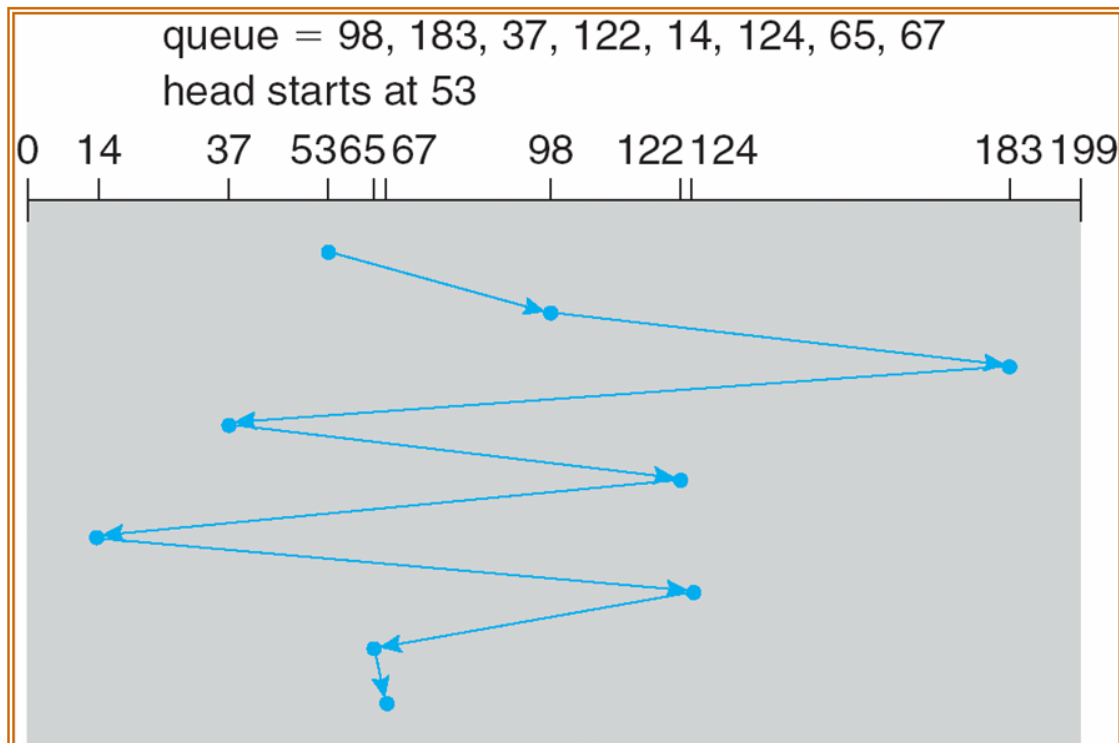 queue = 98, 183, 37, 122, 14, 124, 65, 67
head starts at 53
0 14 37 53 65 67 98 122 124 183 199